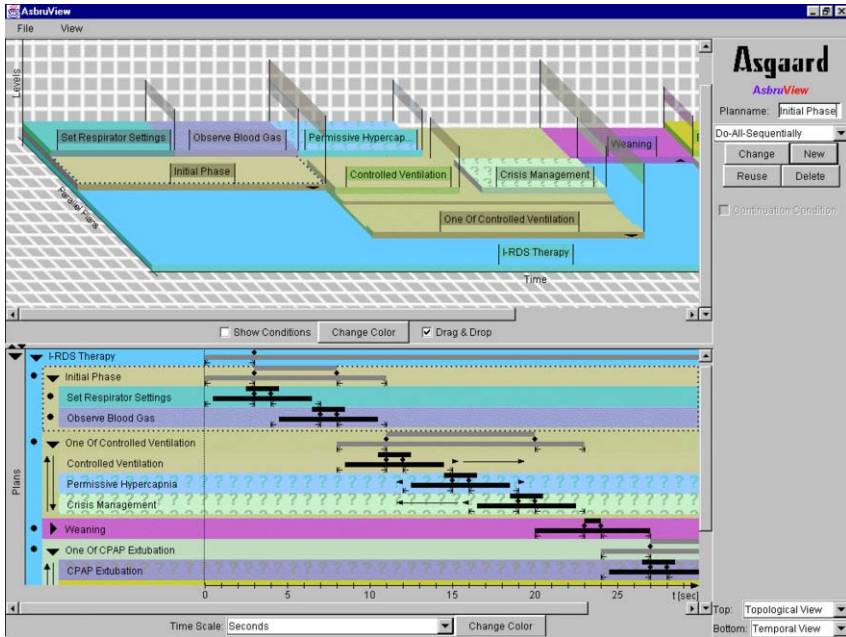 AsbruView
File View
Levels
Set Respirator Settings Observe Blood Gas Permissive Hypercap... Weaning
Initial Phase Controlled Ventilation Crisis Management
One Of Controlled Ventilation
Parallel Plans
I-RDS Therapy
Time
Show Conditions Change Color Drag & Drop
Asgaard
AsbruView
Planname: Initial Phase
Do-All-Sequentially
Change New
Reuse Delete
Continuation Condition
Plans
I-RDS Therapy
Initial Phase
Set Respirator Settings
Observe Blood Gas
One Of Controlled Ventilation
Controlled Ventilation
Permissive Hypercapnia
Crisis Management
Weaning
One Of CPAP Extubation
CPAP Extubation
0 5 10 15 20 25 t [sec]
Time Scale: Seconds Change Color
Top: Topological View
Bottom: Temporal View